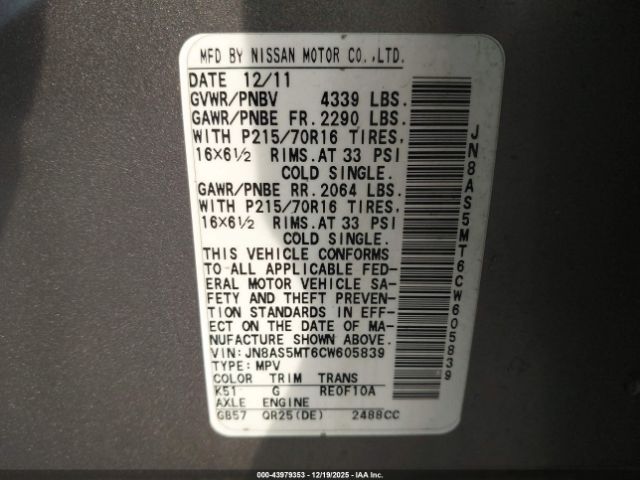 MFD BY NISSAN MOTOR CO.,LTD.
DATE 12/11
GVWR/PNBV 4339 LBS.
GAWR/PNBE FR. 2290 LBS.
WITH P215/70R16 TIRES,
16×6½ RIMS. AT 33 PSI
COLD SINGLE.
GAWR/PNBE RR. 2064 LBS.
WITH P215/70R16 TIRES,
16×6½ RIMS. AT 33 PSI
COLD SINGLE.
THIS VEHICLE CONFORMS
TO ALL APPLICABLE FED-
ERAL MOTOR VEHICLE SA-
FETY AND THEFT PREVEN-
TION STANDARDS IN EFF-
ECT ON THE DATE OF MA-
NUFACTURE SHOWN ABOVE.
VIN: JN8AS5MT6CW605839
TYPE: MPV
COLOR TRIM TRANS
K51 G RE0F10A
AXLE ENGINE
GB57 QR25(DE) 2488CC
JN8AS5MT6CW605839
000-43979353 - 12/19/2025 - IAA Inc.